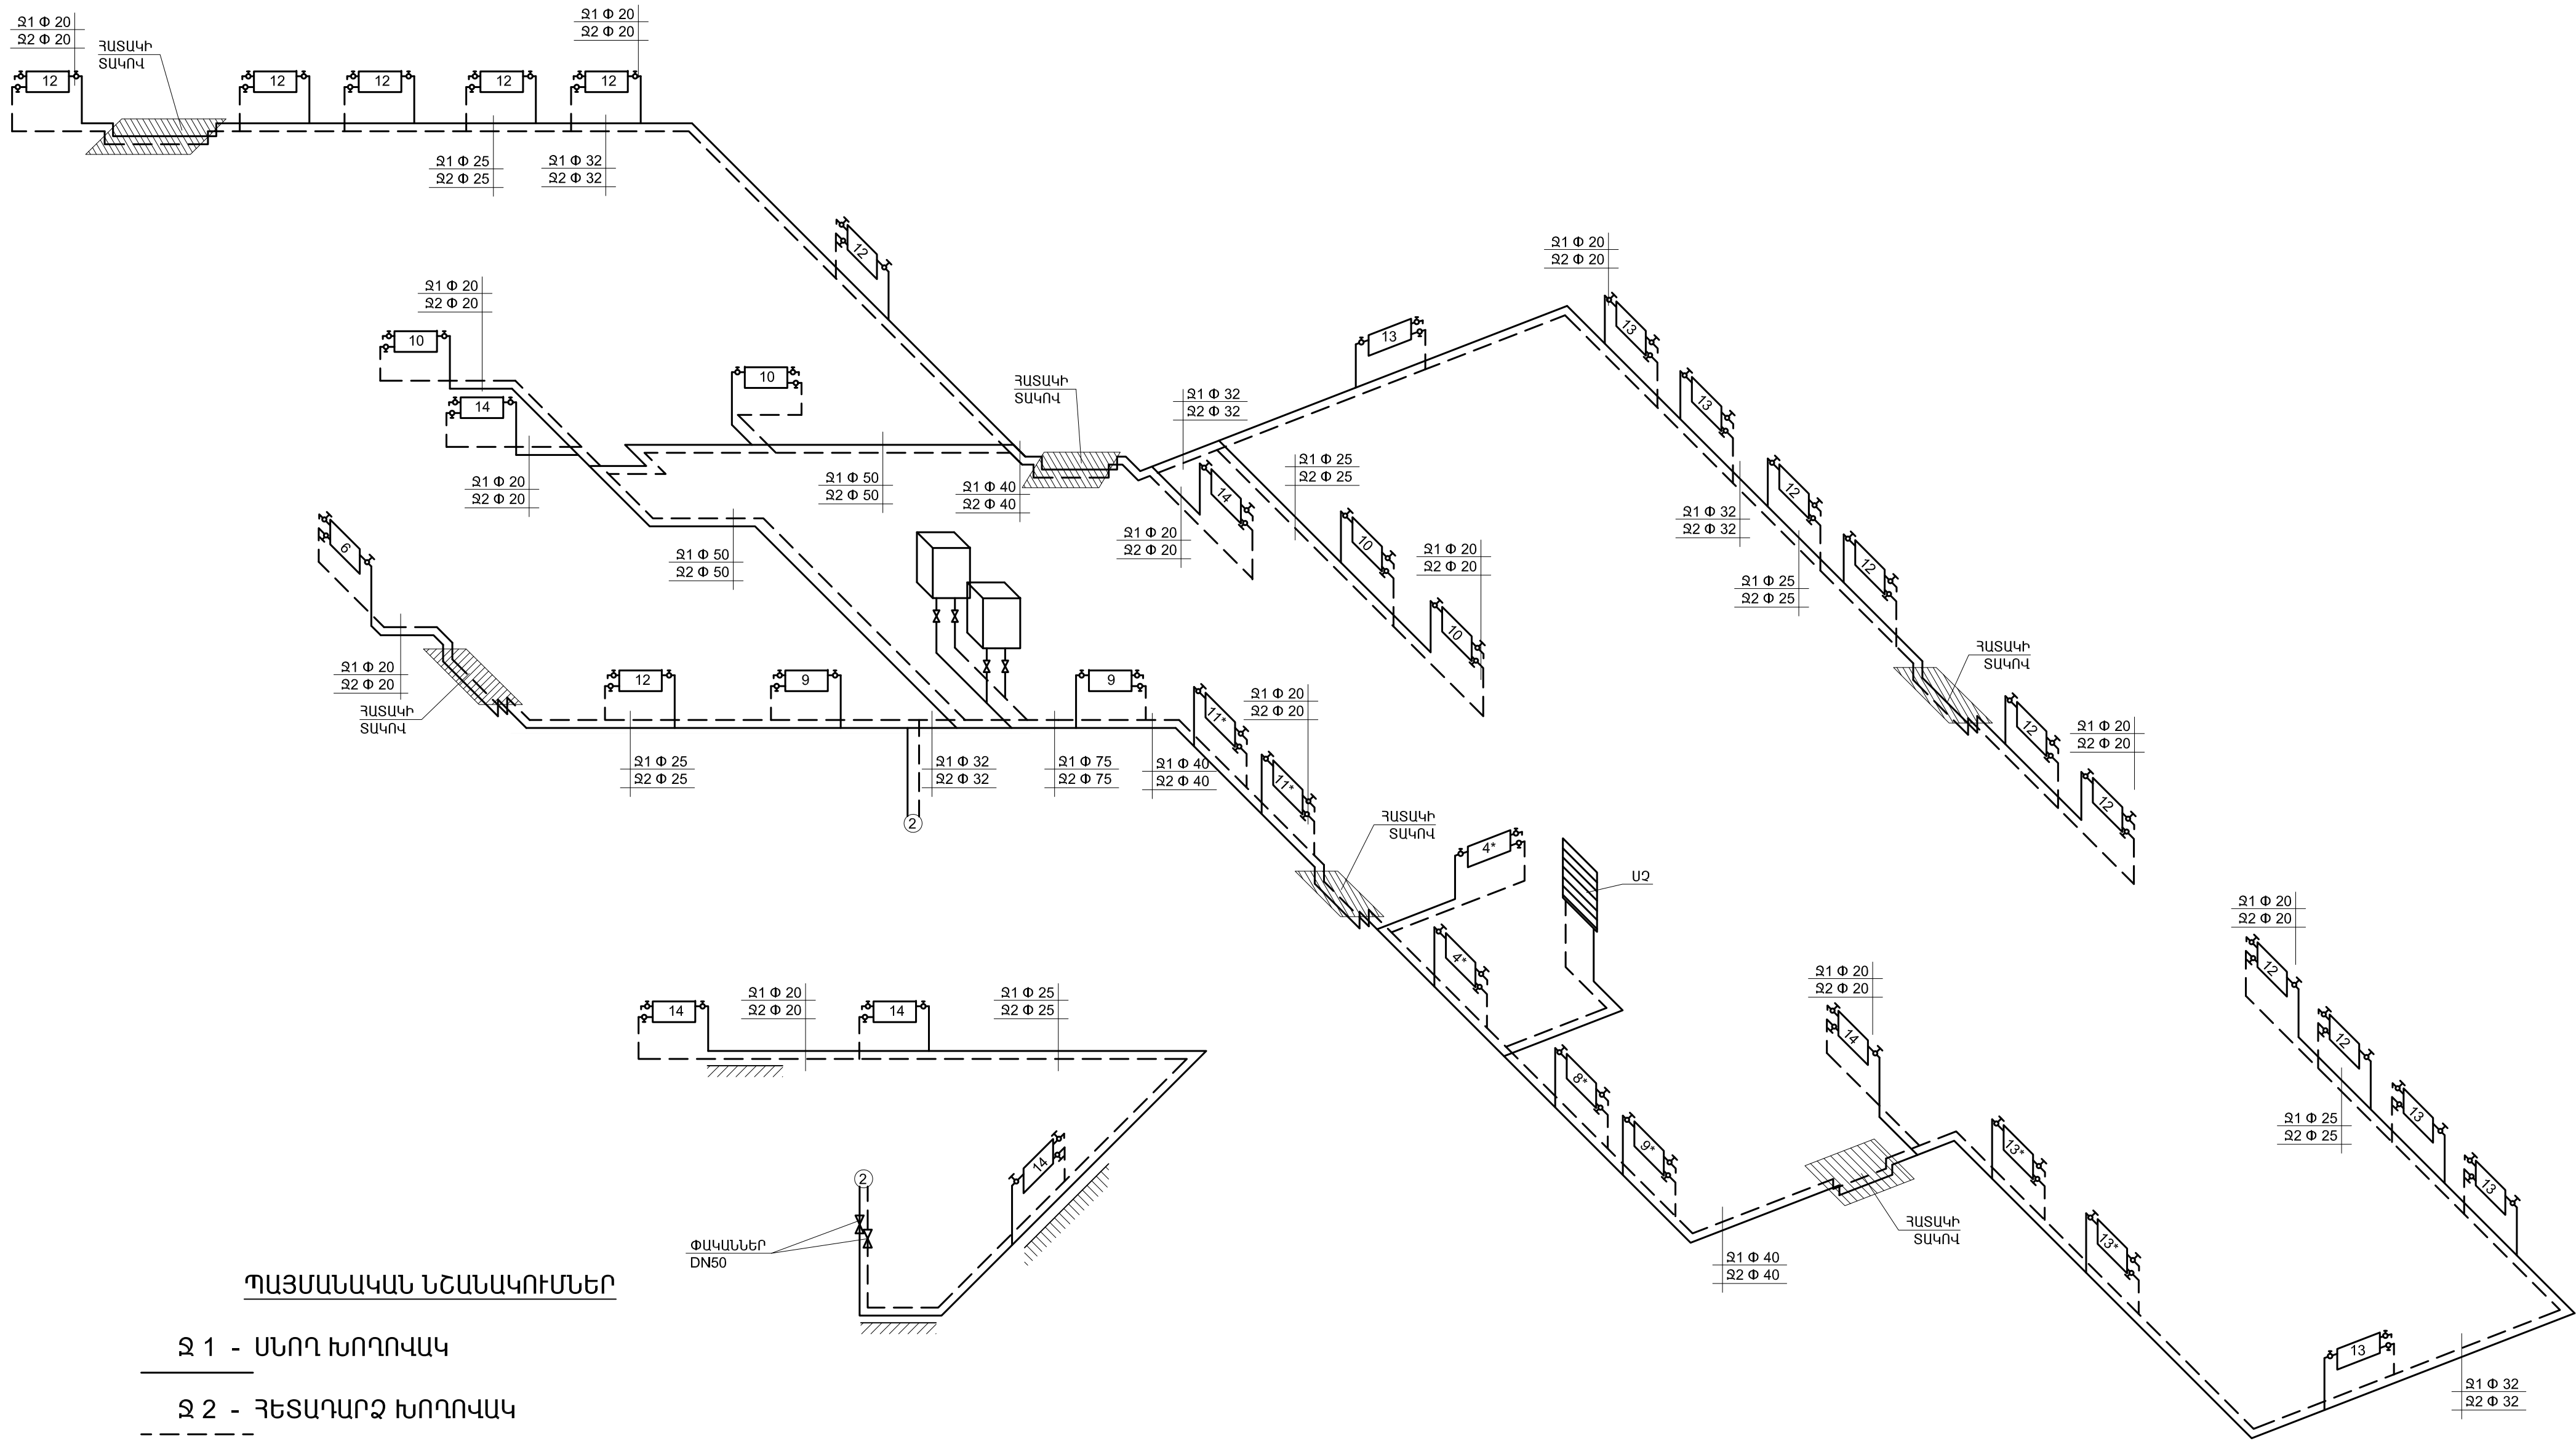 Ջ1 Φ 20
Ջ2 Φ 20
ՀԱՏԱԿԻ
ՏԱԿՈՎ
Ջ1 Φ 20
Ջ2 Φ 20
12
12
12
12
12
Ջ1 Φ 25
Ջ2 Φ 25
Ջ1 Φ 32
Ջ2 Φ 32
12
Ջ1 Φ 20
Ջ2 Φ 20
10
14
10
Ջ1 Φ 20
Ջ2 Φ 20
Ջ1 Φ 50
Ջ2 Φ 50
Ջ1 Φ 50
Ջ2 Φ 50
Ջ1 Φ 40
Ջ2 Φ 40
ՀԱՏԱԿԻ
ՏԱԿՈՎ
Ջ1 Φ 32
Ջ2 Φ 32
13
Ջ1 Φ 20
Ջ2 Φ 20
13
13
12
12
14
Ջ1 Φ 20
Ջ2 Φ 20
Ջ1 Φ 25
Ջ2 Φ 25
10
Ջ1 Φ 20
Ջ2 Φ 20
10
Ջ1 Φ 32
Ջ2 Φ 32
Ջ1 Φ 25
Ջ2 Φ 25
ՀԱՏԱԿԻ
ՏԱԿՈՎ
12
Ջ1 Φ 20
Ջ2 Φ 20
12
6
Ջ1 Φ 20
Ջ2 Φ 20
ՀԱՏԱԿԻ
ՏԱԿՈՎ
12
9
9
Ջ1 Φ 25
Ջ2 Φ 25
Ջ1 Φ 32
Ջ2 Φ 32
Ջ1 Φ 75
Ջ2 Φ 75
Ջ1 Φ 40
Ջ2 Φ 40
2
11*
Ջ1 Φ 20
Ջ2 Φ 20
11*
ՀԱՏԱԿԻ
ՏԱԿՈՎ
4*
ՍՉ
4*
8*
9*
Ջ1 Φ 20
Ջ2 Φ 20
14
Ջ1 Φ 40
Ջ2 Φ 40
ՀԱՏԱԿԻ
ՏԱԿՈՎ
13*
13*
Ջ1 Φ 20
Ջ2 Φ 20
12
12
13
13
Ջ1 Φ 25
Ջ2 Φ 25
13
Ջ1 Φ 32
Ջ2 Φ 32
14
Ջ1 Φ 20
Ջ2 Φ 20
14
Ջ1 Φ 25
Ջ2 Φ 25
14
2
ՓԱԿԱՆՆԵՐ
DN50
ՊԱՅՄԱՆԱԿԱՆ ՆՇԱՆԱԿՈՒՄՆԵՐ
Ջ 1 - ՍՆՈՂ ԽՈՂՈՎԱԿ
Ջ 2 - ՀԵՏԱԴԱՐՁ ԽՈՂՈՎԱԿ